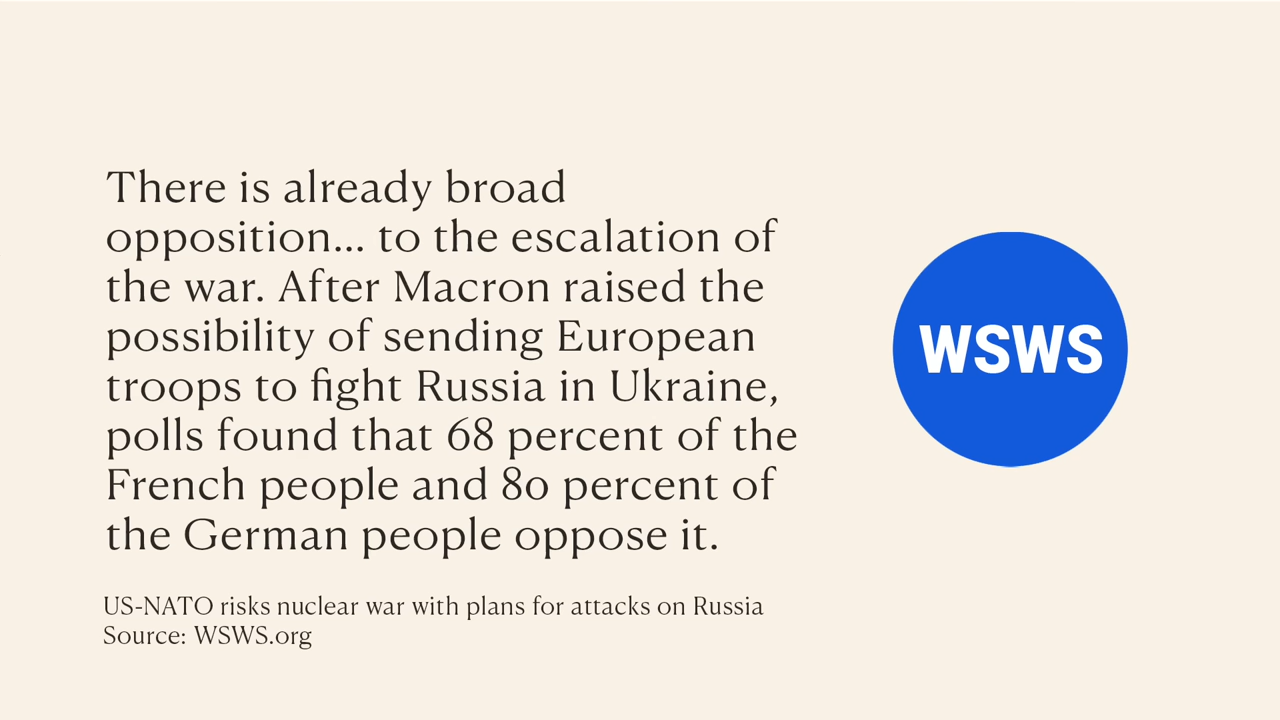 There is already broad
opposition... to the escalation of
the war. After Macron raised the
possibility of sending European
troops to fight Russia in Ukraine,
polls found that 68 percent of the
French people and 80 percent of
the German people oppose it.
US-NATO risks nuclear war with plans for attacks on Russia
Source: WSWS.org
WSWS